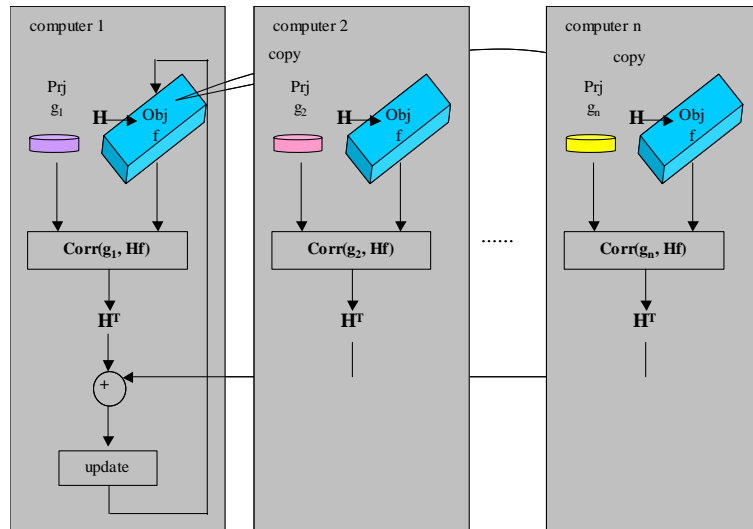 computer 1
Prj
g₁
H
Obj
f
Corr(g₁, Hf)
Hᵀ
+
update
computer 2
copy
Prj
g₂
H
Obj
f
Corr(g₂, Hf)
Hᵀ
......
computer n
copy
Prj
gₙ
H
Obj
f
Corr(gₙ, Hf)
Hᵀ